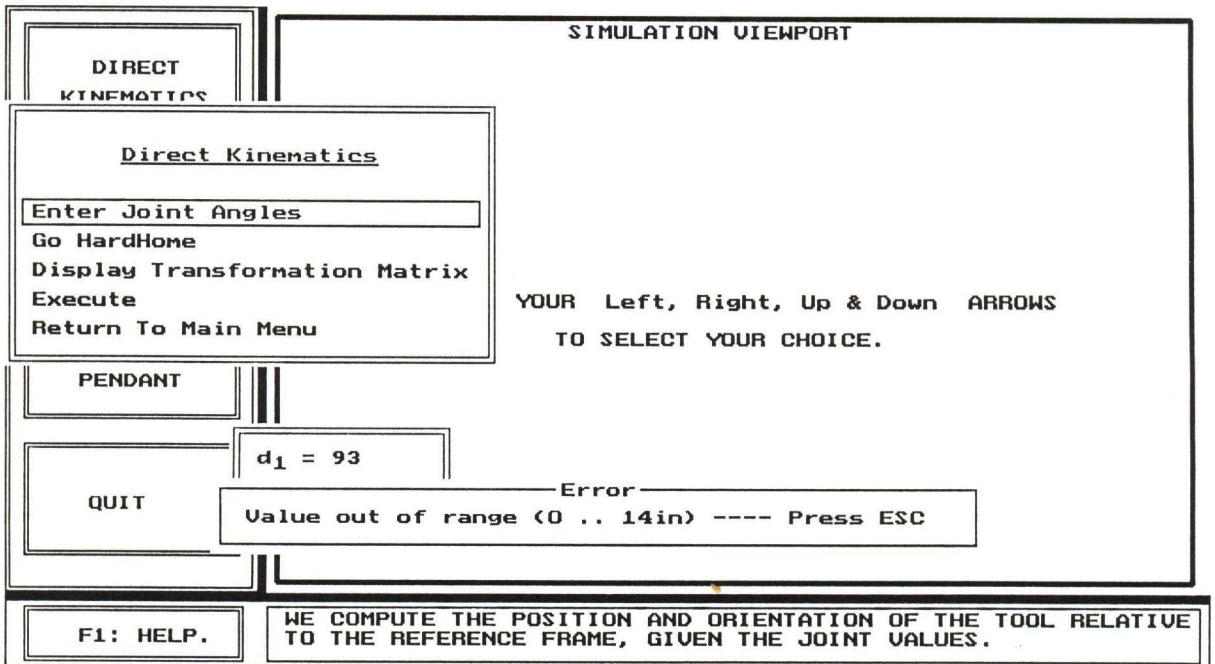 SIMULATION VIEWPORT
DIRECT
KINEMATICS
Direct Kinematics
Enter Joint Angles
Go HardHome
Display Transformation Matrix
Execute
Return To Main Menu
YOUR Left, Right, Up & Down ARROWS
TO SELECT YOUR CHOICE.
PENDANT
d₁ = 93
QUIT
Error
Value out of range (0 .. 14in) ---- Press ESC
F1: HELP.
WE COMPUTE THE POSITION AND ORIENTATION OF THE TOOL RELATIVE
TO THE REFERENCE FRAME, GIVEN THE JOINT VALUES.